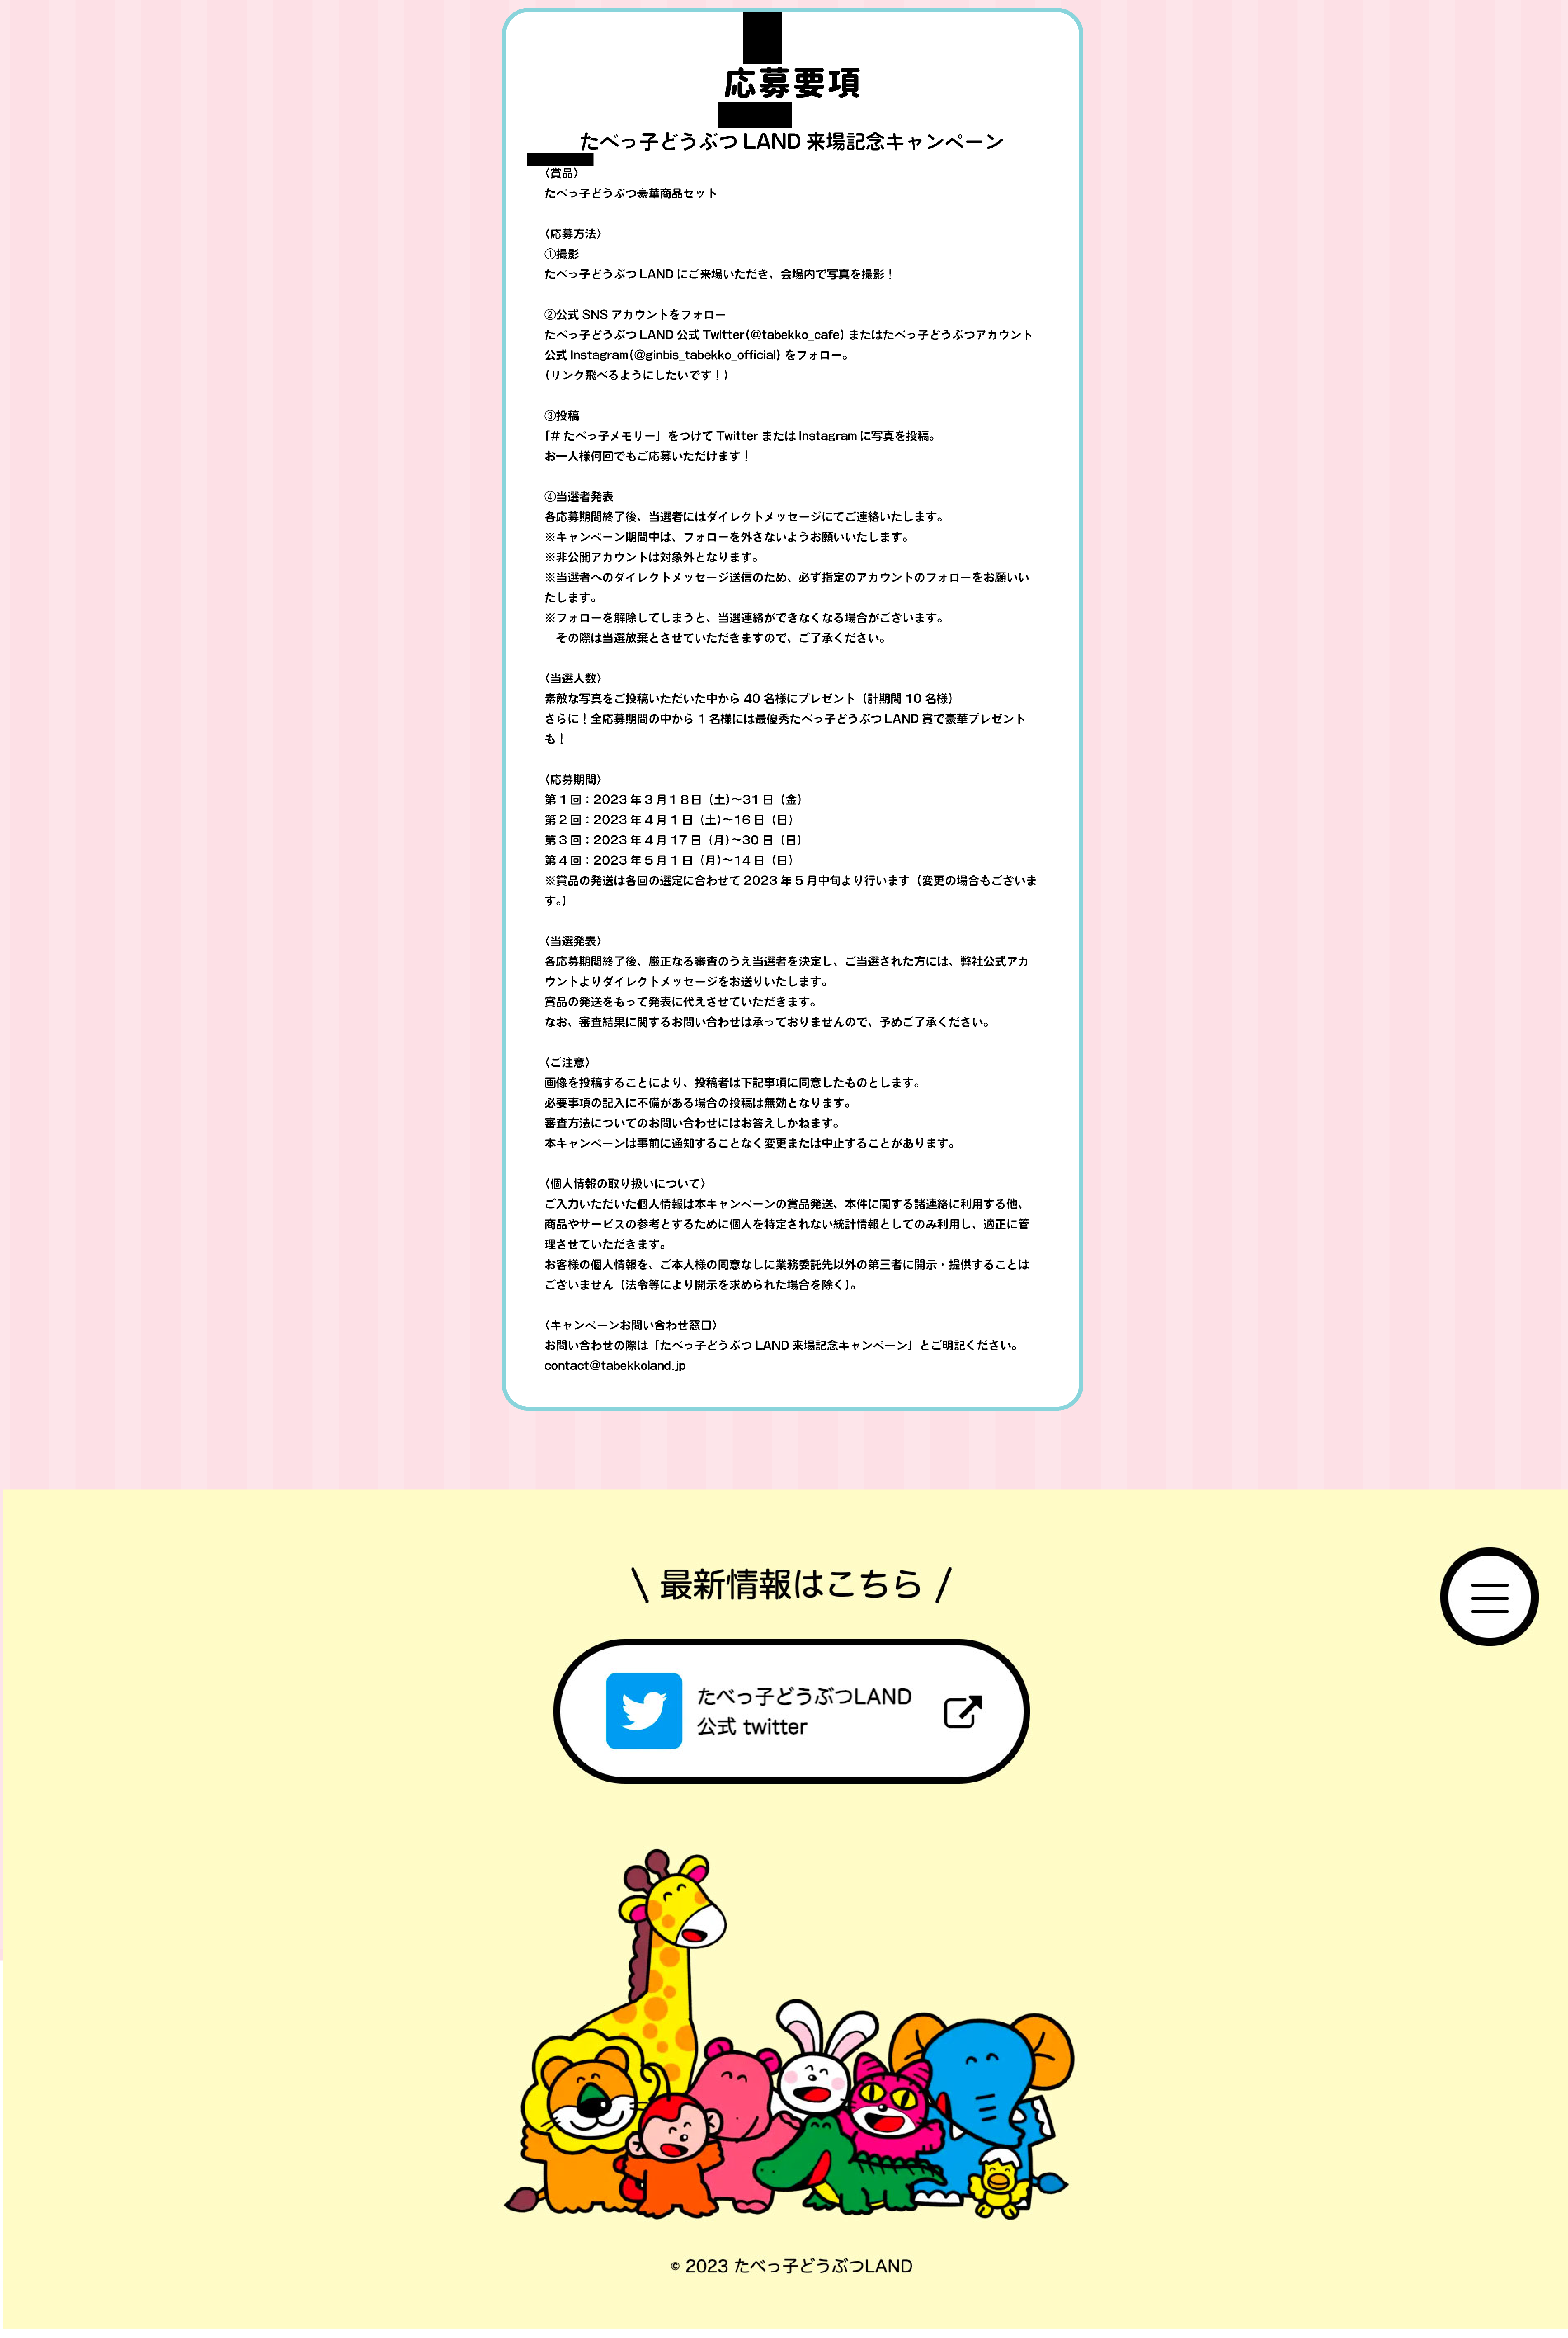 応募要項
たべっ子どうぶつ LAND 来場記念キャンペーン
〈賞品〉
たべっ子どうぶつ豪華商品セット
〈応募方法〉
①撮影
たべっ子どうぶつ LAND にご来場いただき、会場内で写真を撮影！
②公式 SNS アカウントをフォロー
たべっ子どうぶつ LAND 公式 Twitter(@tabekko_cafe) またはたべっ子どうぶつアカウント
公式 Instagram(@ginbis_tabekko_official) をフォロー。
(リンク飛べるようにしたいです！)
③投稿
「# たべっ子メモリー」をつけて Twitter または Instagram に写真を投稿。
お一人様何回でもご応募いただけます！
④当選者発表
各応募期間終了後、当選者にはダイレクトメッセージにてご連絡いたします。
※キャンペーン期間中は、フォローを外さないようお願いいたします。
※非公開アカウントは対象外となります。
※当選者へのダイレクトメッセージ送信のため、必ず指定のアカウントのフォローをお願いい
たします。
※フォローを解除してしまうと、当選連絡ができなくなる場合がございます。
その際は当選放棄とさせていただきますので、ご了承ください。
〈当選人数〉
素敵な写真をご投稿いただいた中から 40 名様にプレゼント（計期間 10 名様）
さらに！全応募期間の中から 1 名様には最優秀たべっ子どうぶつ LAND 賞で豪華プレゼント
も！
〈応募期間〉
第 1 回：2023 年 3 月１８日（土)〜31 日（金）
第 2 回：2023 年 4 月 1 日（土)〜16 日（日）
第 3 回：2023 年 4 月 17 日（月)〜30 日（日）
第 4 回：2023 年 5 月 1 日（月)〜14 日（日）
※賞品の発送は各回の選定に合わせて 2023 年 5 月中旬より行います（変更の場合もございま
す。）
〈当選発表〉
各応募期間終了後、厳正なる審査のうえ当選者を決定し、ご当選された方には、弊社公式アカ
ウントよりダイレクトメッセージをお送りいたします。
賞品の発送をもって発表に代えさせていただきます。
なお、審査結果に関するお問い合わせは承っておりませんので、予めご了承ください。
〈ご注意〉
画像を投稿することにより、投稿者は下記事項に同意したものとします。
必要事項の記入に不備がある場合の投稿は無効となります。
審査方法についてのお問い合わせにはお答えしかねます。
本キャンペーンは事前に通知することなく変更または中止することがあります。
〈個人情報の取り扱いについて〉
ご入力いただいた個人情報は本キャンペーンの賞品発送、本件に関する諸連絡に利用する他、
商品やサービスの参考とするために個人を特定されない統計情報としてのみ利用し、適正に管
理させていただきます。
お客様の個人情報を、ご本人様の同意なしに業務委託先以外の第三者に開示・提供することは
ございません（法令等により開示を求められた場合を除く）。
〈キャンペーンお問い合わせ窓口〉
お問い合わせの際は「たべっ子どうぶつ LAND 来場記念キャンペーン」とご明記ください。
contact@tabekkoland.jp
\ 最新情報はこちら /
たべっ子どうぶつLAND
公式 twitter
© 2023 たべっ子どうぶつLAND